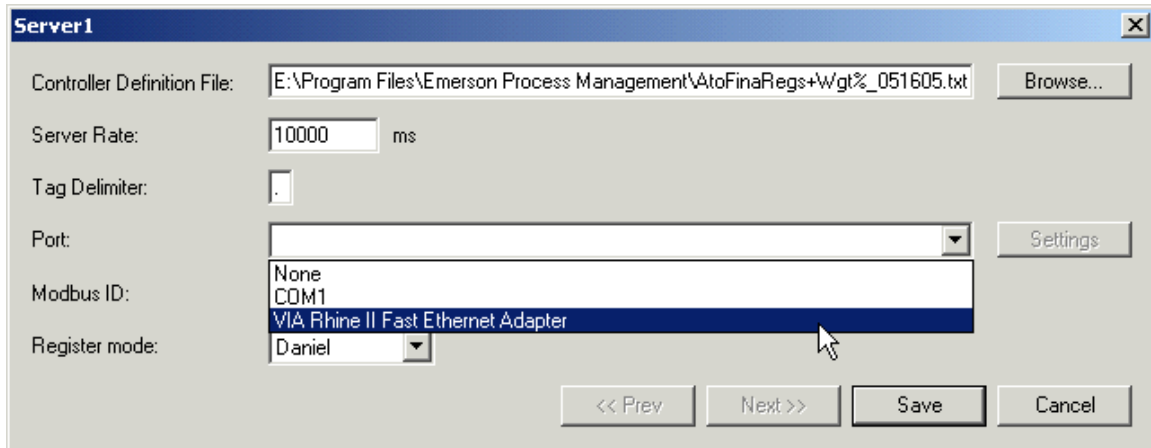 Server1
Controller Definition File: E:\Program Files\Emerson Process Management\AtoFinaRegs+Wgt%_051605.txt Browse...
Server Rate: 10000 ms
Tag Delimiter: .
Port: Settings
None
Modbus ID: COM1
VIA Rhine II Fast Ethernet Adapter
Register mode: Daniel
<< Prev Next >> Save Cancel